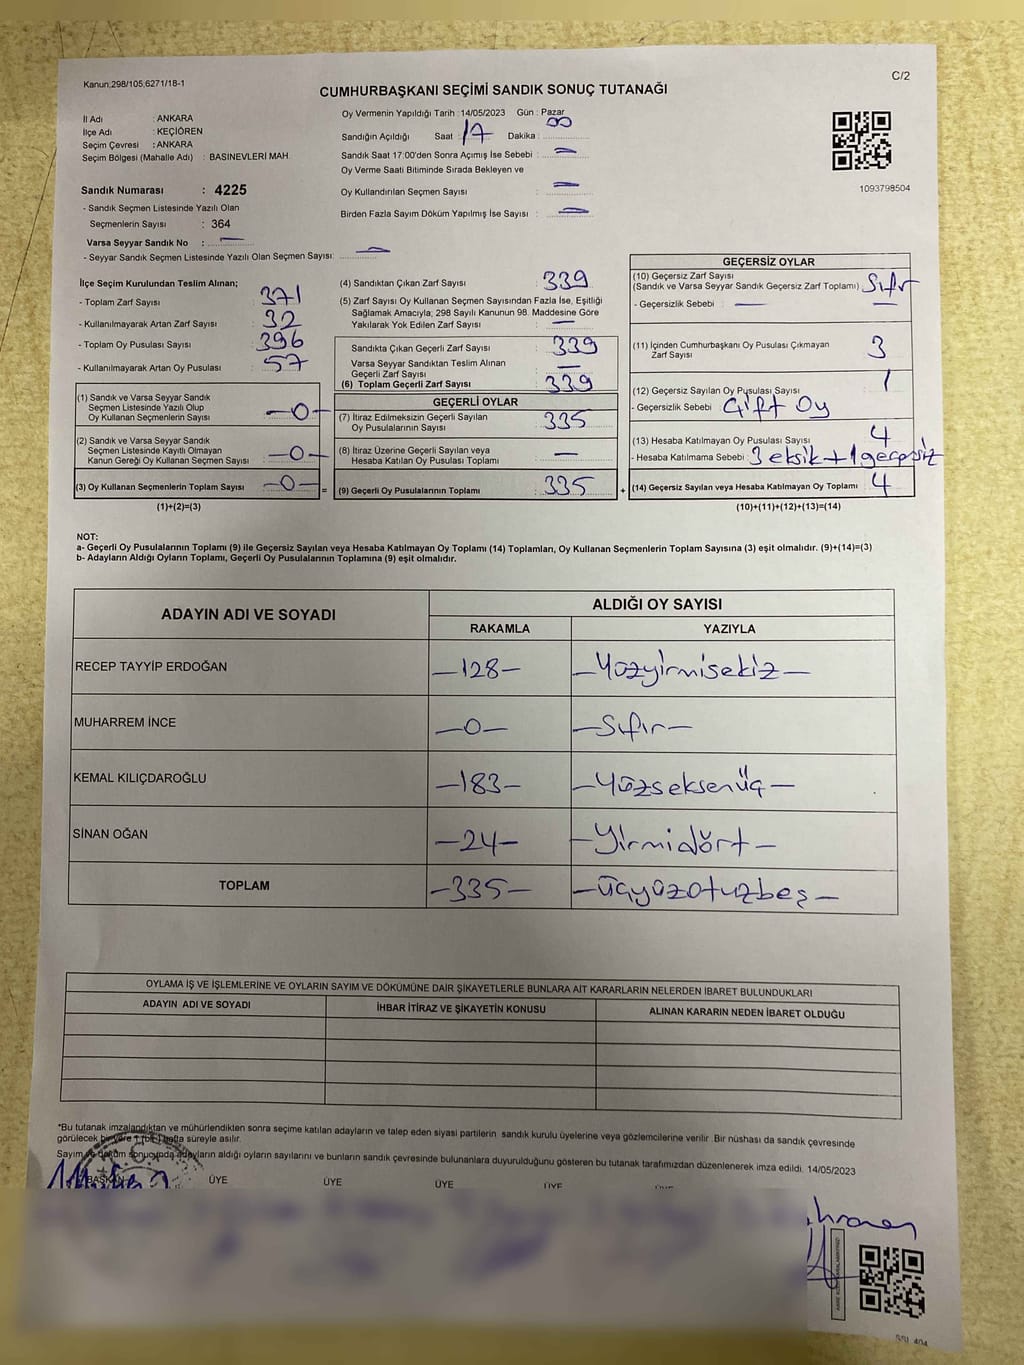 Kanun:298/105,6271/18-1
C/2
CUMHURBAŞKANI SEÇİMİ SANDIK SONUÇ TUTANAĞI
İl Adı : ANKARA
İlçe Adı : KEÇİÖREN
Seçim Çevresi : ANKARA
Seçim Bölgesi (Mahalle Adı) : BASINEVLERİ MAH.
Sandık Numarası : 4225
- Sandık Seçmen Listesinde Yazılı Olan
Seçmenlerin Sayısı : 364
Varsa Seyyar Sandık No : —
- Seyyar Sandık Seçmen Listesinde Yazılı Olan Seçmen Sayısı: —
Oy Vermenin Yapıldığı Tarih : 14/05/2023 Gün : Pazar
Sandığın Açıldığı Saat : 17 Dakika : 00
Sandık Saat 17:00'den Sonra Açımış İse Sebebi : —
Oy Verme Saati Bitiminde Sırada Bekleyen ve
Oy Kullandırılan Seçmen Sayısı : —
Birden Fazla Sayım Döküm Yapılmış İse Sayısı : —
1093798504
İlçe Seçim Kurulundan Teslim Alınan;
- Toplam Zarf Sayısı : 371
- Kullanılmayarak Artan Zarf Sayısı : 32
- Toplam Oy Pusulası Sayısı : 396
- Kullanılmayarak Artan Oy Pusulası : 57
(1) Sandık ve Varsa Seyyar Sandık
Seçmen Listesinde Yazılı Olup
Oy Kullanan Seçmenlerin Sayısı : —0—
(2) Sandık ve Varsa Seyyar Sandık
Seçmen Listesinde Kayıtlı Olmayan
Kanun Gereği Oy Kullanan Seçmen Sayısı : —0—
(3) Oy Kullanan Seçmenlerin Toplam Sayısı : —0— =
(1)+(2)=(3)
(4) Sandıktan Çıkan Zarf Sayısı : 339
(5) Zarf Sayısı Oy Kullanan Seçmen Sayısından Fazla İse, Eşitliği
Sağlamak Amacıyla; 298 Sayılı Kanunun 98. Maddesine Göre
Yakılarak Yok Edilen Zarf Sayısı : —
Sandıkta Çıkan Geçerli Zarf Sayısı : 339
Varsa Seyyar Sandıktan Teslim Alınan
Geçerli Zarf Sayısı : —
(6) Toplam Geçerli Zarf Sayısı : 339
GEÇERLİ OYLAR
(7) İtiraz Edilmeksizin Geçerli Sayılan
Oy Pusulalarının Sayısı : 335
(8) İtiraz Üzerine Geçerli Sayılan veya
Hesaba Katılan Oy Pusulası Toplamı : —
(9) Geçerli Oy Pusulalarının Toplamı : 335 +
GEÇERSİZ OYLAR
(10) Geçersiz Zarf Sayısı
(Sandık ve Varsa Seyyar Sandık Geçersiz Zarf Toplamı) Sıfır
- Geçersizlik Sebebi : —
(11) İçinden Cumhurbaşkanı Oy Pusulası Çıkmayan
Zarf Sayısı : 3
(12) Geçersiz Sayılan Oy Pusulası Sayısı : 1
- Geçersizlik Sebebi : Çift Oy
(13) Hesaba Katılmayan Oy Pusulası Sayısı : 4
- Hesaba Katılmama Sebebi : 3 eksik + 1 geçersiz
(14) Geçersiz Sayılan veya Hesaba Katılmayan Oy Toplamı : 4
(10)+(11)+(12)+(13)=(14)
NOT:
a- Geçerli Oy Pusulalarının Toplamı (9) ile Geçersiz Sayılan veya Hesaba Katılmayan Oy Toplamı (14) Toplamları, Oy Kullanan Seçmenlerin Toplam Sayısına (3) eşit olmalıdır. (9)+(14)=(3)
b- Adayların Aldığı Oyların Toplamı, Geçerli Oy Pusulalarının Toplamına (9) eşit olmalıdır.
ADAYIN ADI VE SOYADI
ALDIĞI OY SAYISI
RAKAMLA YAZIYLA
RECEP TAYYİP ERDOĞAN —128— —Yüzyirmisekiz—
MUHARREM İNCE —0— —Sıfır—
KEMAL KILIÇDAROĞLU —183— —Yüzseksenüç—
SİNAN OĞAN —24— —Yirmidört—
TOPLAM —335— —üçyüzotuzbeş—
OYLAMA İŞ VE İŞLEMLERİNE VE OYLARIN SAYIM VE DÖKÜMÜNE DAİR ŞİKAYETLERLE BUNLARA AİT KARARLARIN NELERDEN İBARET BULUNDUKLARI
ADAYIN ADI VE SOYADI İHBAR İTİRAZ VE ŞİKAYETİN KONUSU ALINAN KARARIN NEDEN İBARET OLDUĞU
*Bu tutanak imzalandıktan ve mühürlendikten sonra seçime katılan adayların ve talep eden siyasi partilerin sandık kurulu üyelerine veya gözlemcilerine verilir. Bir nüshası da sandık çevresinde
görülecek bir yere 1 (bir) hafta süreyle asılır.
Sayım ve döküm sonucunda adayların aldığı oyların sayılarını ve bunların sandık çevresinde bulunanlara duyurulduğunu gösteren bu tutanak tarafımızdan düzenlenerek imza edildi. 14/05/2023
T.C.
BAŞKAN ÜYE ÜYE ÜYE ÜYE